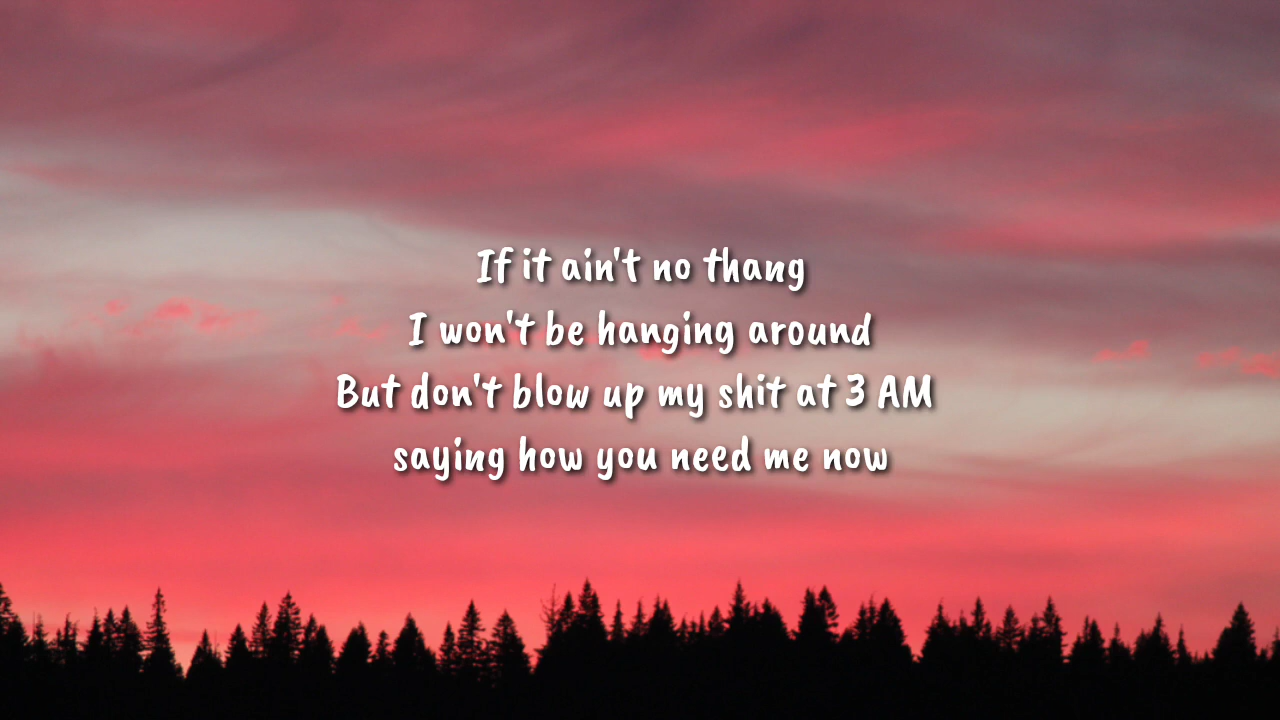 If it ain't no thang
I won't be hanging around
But don't blow up my shit at 3 AM
saying how you need me now